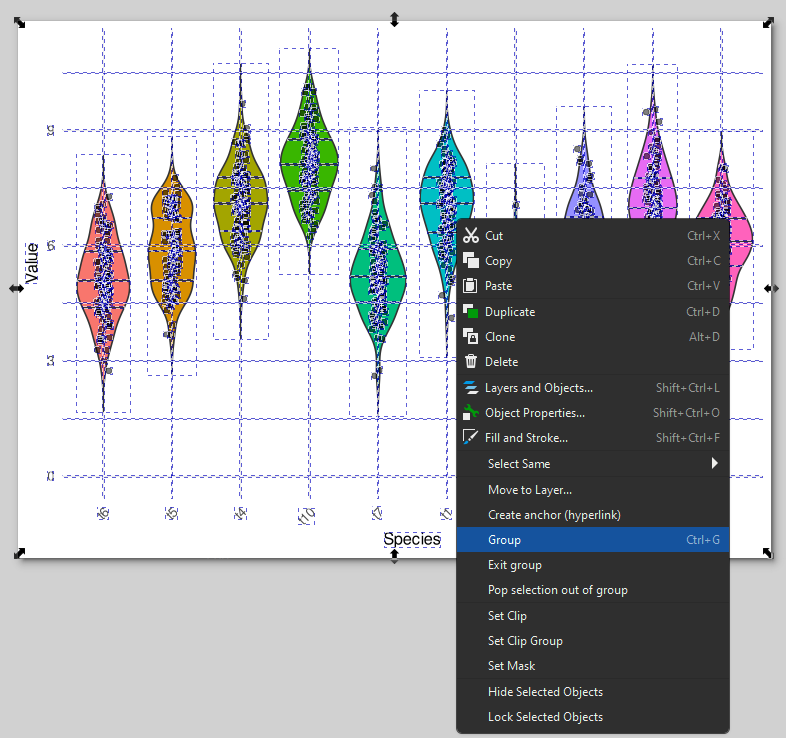 Value
Species
Cut Ctrl+X
Copy Ctrl+C
Paste Ctrl+V
Duplicate Ctrl+D
Clone Alt+D
Delete
Layers and Objects... Shift+Ctrl+L
Object Properties... Shift+Ctrl+O
Fill and Stroke... Shift+Ctrl+F
Select Same
Move to Layer...
Create anchor (hyperlink)
Group Ctrl+G
Exit group
Pop selection out of group
Set Clip
Set Clip Group
Set Mask
Hide Selected Objects
Lock Selected Objects